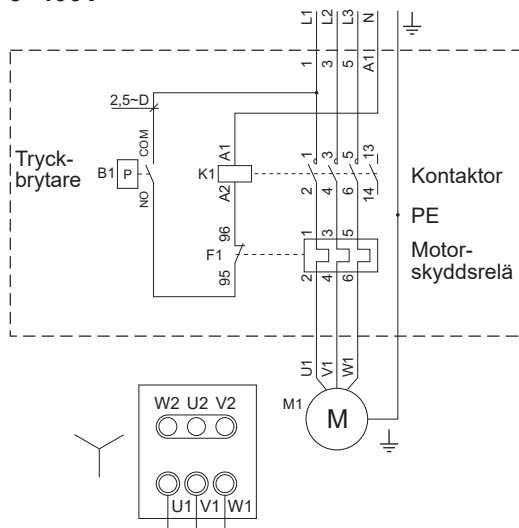 L1 L2 L3 N
1 3 5 A1
2,5~D
COM
A1
1 3 5 13
Tryck-
brytare
B1 P
K1
Kontaktor
NO
A2
2 4 6 14
PE
96
1 3 5
F1
Motor-
skyddsrelä
95
2 4 6
U1 V1 W1
M1 M
W2 U2 V2
U1 V1 W1